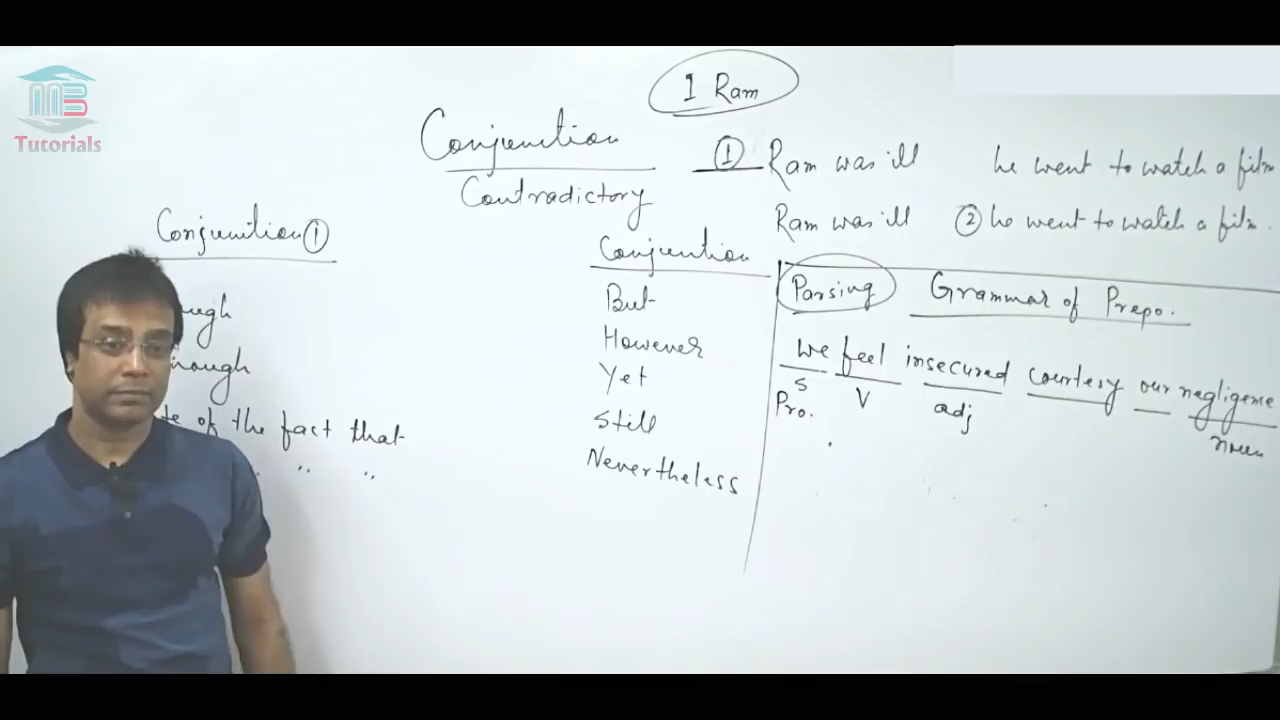 MB
Tutorials
I Ram
Conjunction
Contradictory
① Ram was ill he went to watch a film
Ram was ill ② he went to watch a film.
Conjunction ①
of the fact that
" "
Conjunction
But
However
Yet
Still
Nevertheless
Parsing Grammar of Prepo.
We feel insecured courtesy our negligence
S V adj noun
Pro.